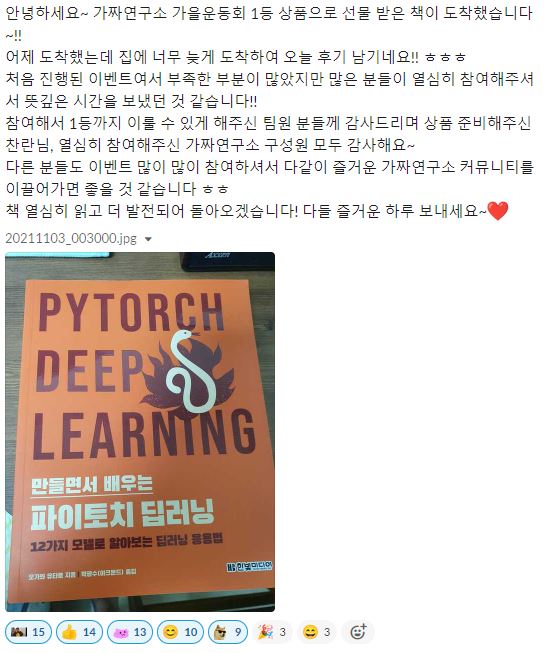 안녕하세요~ 가짜연구소 가을운동회 1등 상품으로 선물 받은 책이 도착했습니다
~!!
어제 도착했는데 집에 너무 늦게 도착하여 오늘 후기 남기네요!! ㅎㅎㅎ
처음 진행된 이벤트여서 부족한 부분이 많았지만 많은 분들이 열심히 참여해주셔
서 뜻깊은 시간을 보냈던 것 같습니다!!
참여해서 1등까지 이룰 수 있게 해주신 팀원 분들께 감사드리며 상품 준비해주신
찬란님, 열심히 참여해주신 가짜연구소 구성원 모두 감사해요~
다른 분들도 이벤트 많이 많이 참여하셔서 다같이 즐거운 가짜연구소 커뮤니티를
이끌어가면 좋을 것 같습니다 ㅎㅎ
책 열심히 읽고 더 발전되어 돌아오겠습니다! 다들 즐거운 하루 보내세요~❤️
20211103_003000.jpg
PYTORCH
DEEP
LEARNING
만들면서 배우는
파이토치 딥러닝
12가지 모델로 알아보는 딥러닝 응용법
오가와 유타로 지음 박광수(아크몬드) 옮김
HB 한빛미디어
15 14 13 10 9 3 3